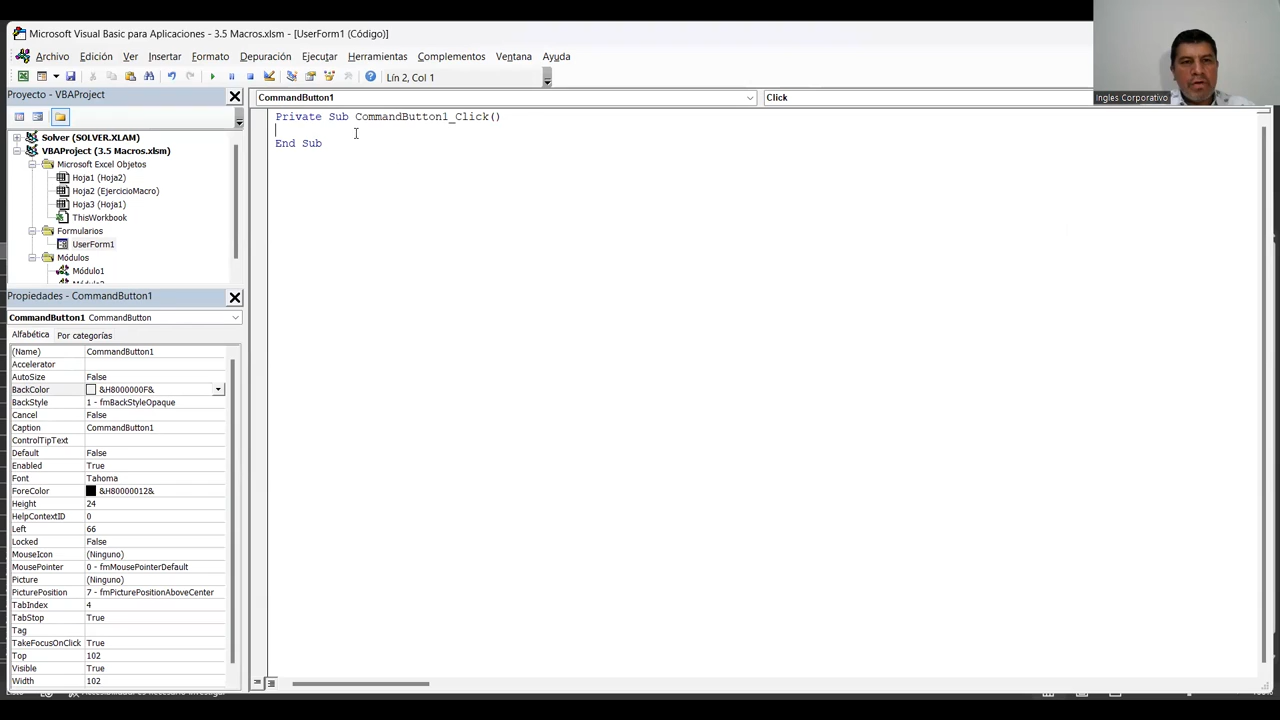 Microsoft Visual Basic para Aplicaciones - 3.5 Macros.xlsm - [UserForm1 (Código)]
Archivo Edición Ver Insertar Formato Depuración Ejecutar Herramientas Complementos Ventana Ayuda
Lín 2, Col 1
Ingles Corporativo
Proyecto - VBAProject
CommandButton1
Click
Private Sub CommandButton1_Click()
End Sub
Solver (SOLVER.XLAM)
VBAProject (3.5 Macros.xlsm)
Microsoft Excel Objetos
Hoja1 (Hoja2)
Hoja2 (EjercicioMacro)
Hoja3 (Hoja1)
ThisWorkbook
Formularios
UserForm1
Módulos
Módulo1
Propiedades - CommandButton1
CommandButton1 CommandButton
Alfabética Por categorías
(Name) CommandButton1
Accelerator
AutoSize False
BackColor &H8000000F&
BackStyle 1 - fmBackStyleOpaque
Cancel False
Caption CommandButton1
ControlTipText
Default False
Enabled True
Font Tahoma
ForeColor &H80000012&
Height 24
HelpContextID 0
Left 66
Locked False
MouseIcon (Ninguno)
MousePointer 0 - fmMousePointerDefault
Picture (Ninguno)
PicturePosition 7 - fmPicturePositionAboveCenter
TabIndex 4
TabStop True
Tag
TakeFocusOnClick True
Top 102
Visible True
Width 102